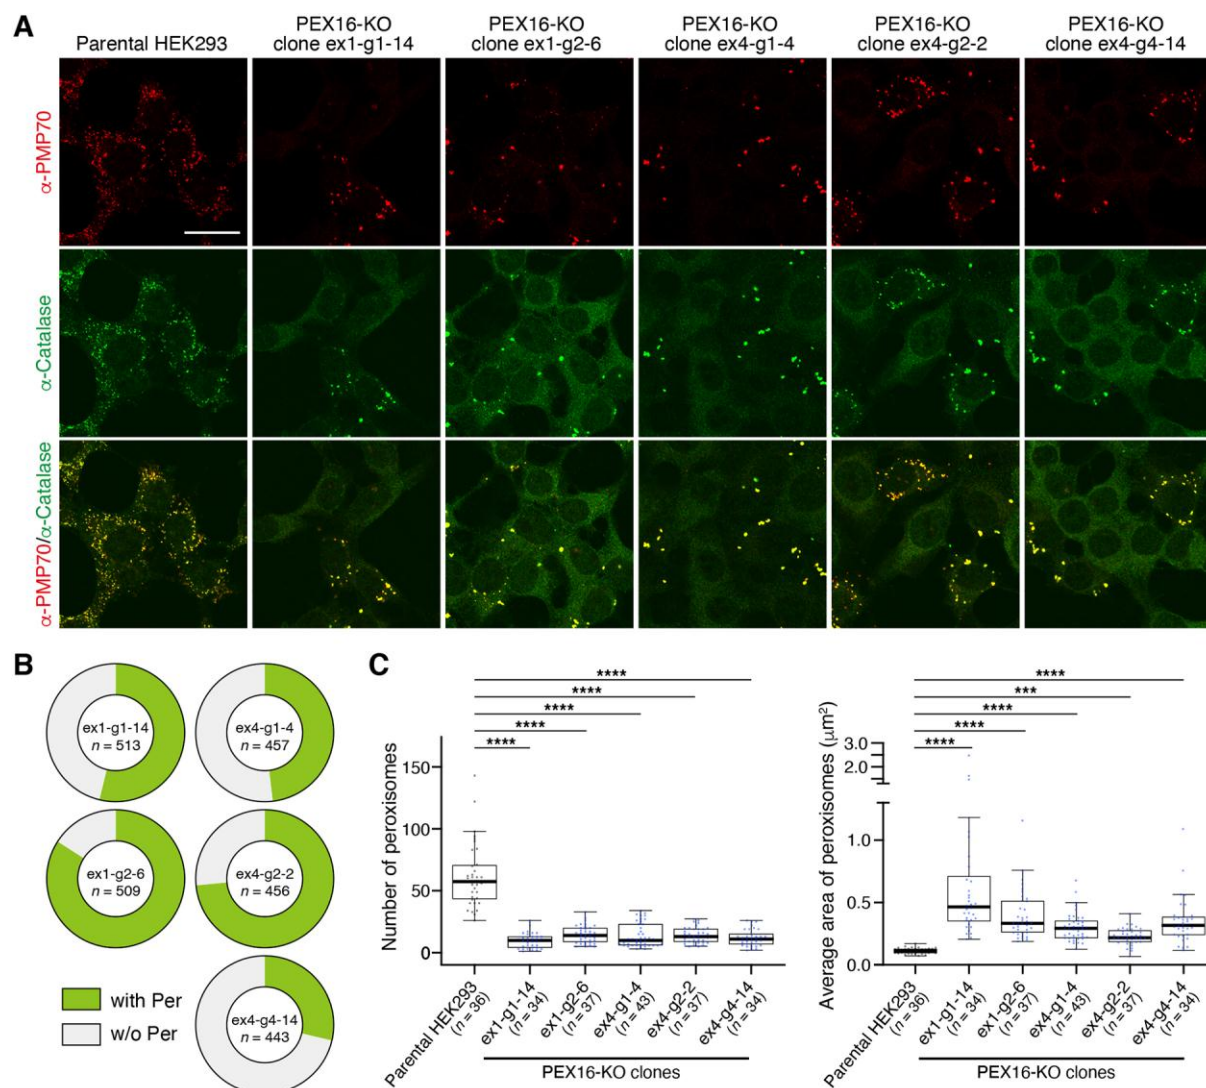 A
Parental HEK293
PEX16-KO
clone ex1-g1-14
PEX16-KO
clone ex1-g2-6
PEX16-KO
clone ex4-g1-4
PEX16-KO
clone ex4-g2-2
PEX16-KO
clone ex4-g4-14
α-PMP70
α-Catalase
α-PMP70/α-Catalase
B
ex1-g1-14
n = 513
ex4-g1-4
n = 457
ex1-g2-6
n = 509
ex4-g2-2
n = 456
ex4-g4-14
n = 443
with Per
w/o Per
C
****
****
****
****
****
Number of peroxisomes
150
100
50
0
Parental HEK293
(n = 36)
ex1-g1-14
(n = 34)
ex1-g2-6
(n = 37)
ex4-g1-4
(n = 43)
ex4-g2-2
(n = 37)
ex4-g4-14
(n = 34)
PEX16-KO clones
****
***
****
****
****
Average area of peroxisomes (μm²)
3.0
2.0
1.0
0.5
0.0
Parental HEK293
(n = 36)
ex1-g1-14
(n = 34)
ex1-g2-6
(n = 37)
ex4-g1-4
(n = 43)
ex4-g2-2
(n = 37)
ex4-g4-14
(n = 34)
PEX16-KO clones